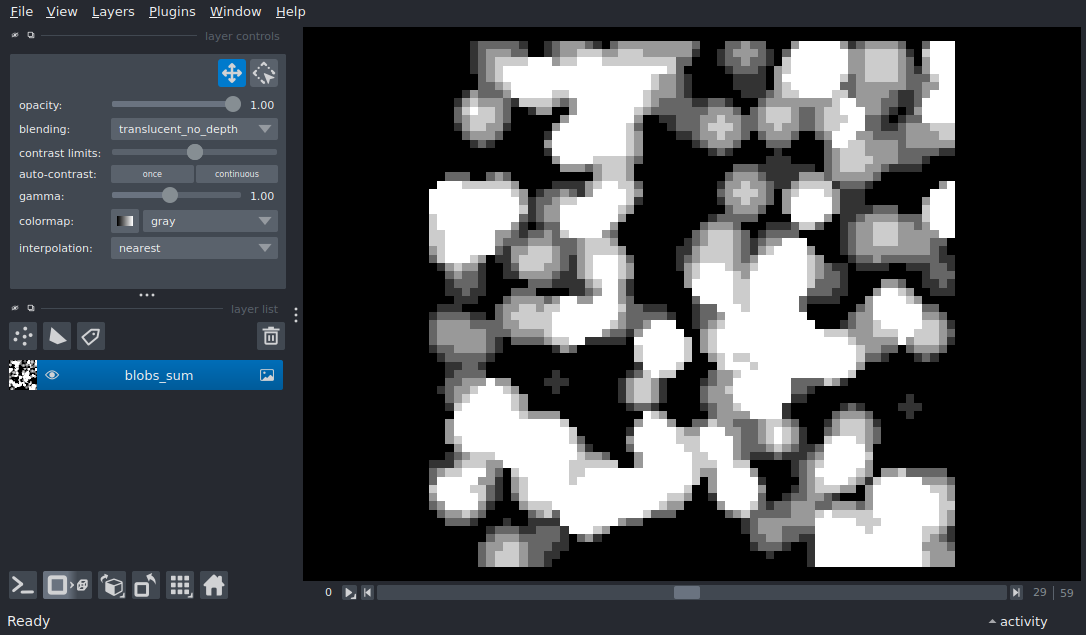 File View Layers Plugins Window Help
layer controls
opacity: 1.00
blending: translucent_no_depth
contrast limits:
auto-contrast: once continuous
gamma: 1.00
colormap: gray
interpolation: nearest
layer list
blobs_sum
0 29 59
Ready activity